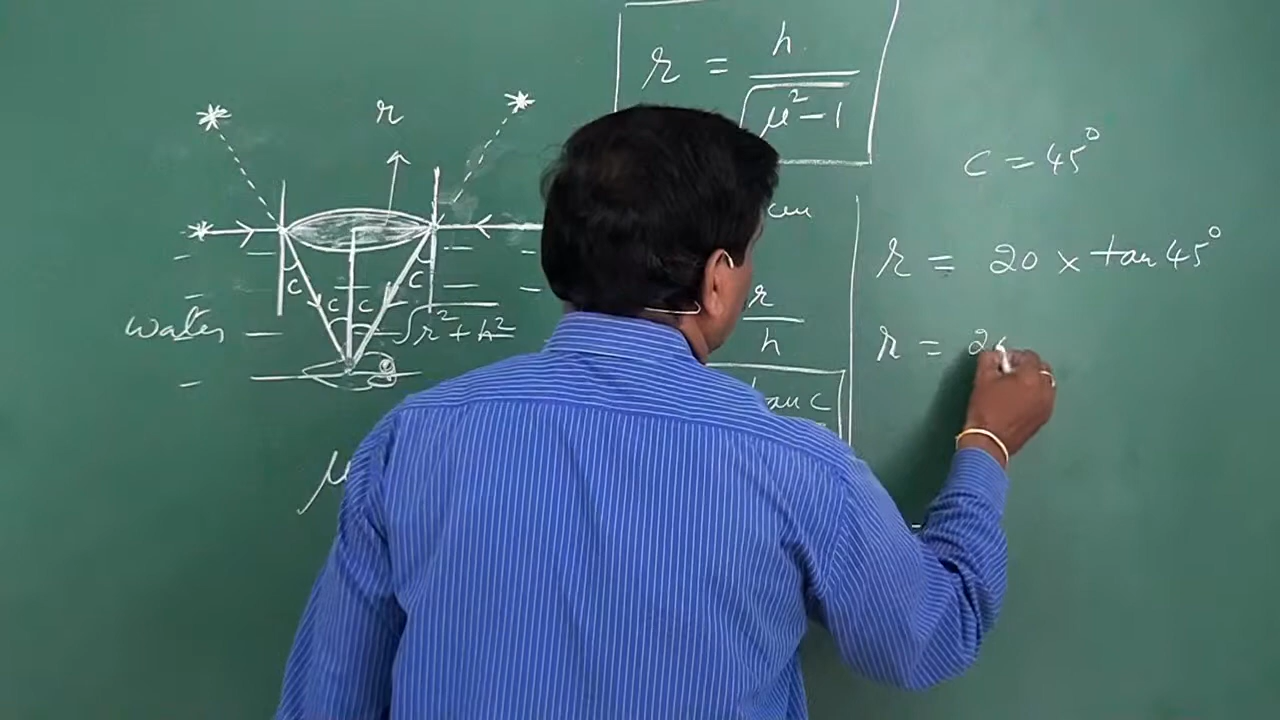 r = h / √(μ² − 1)
r
C = 45°
cm
r = 20 × tan 45°
r / h
C C C C
water
√(r² + h²)
r = 2
tan C
μ